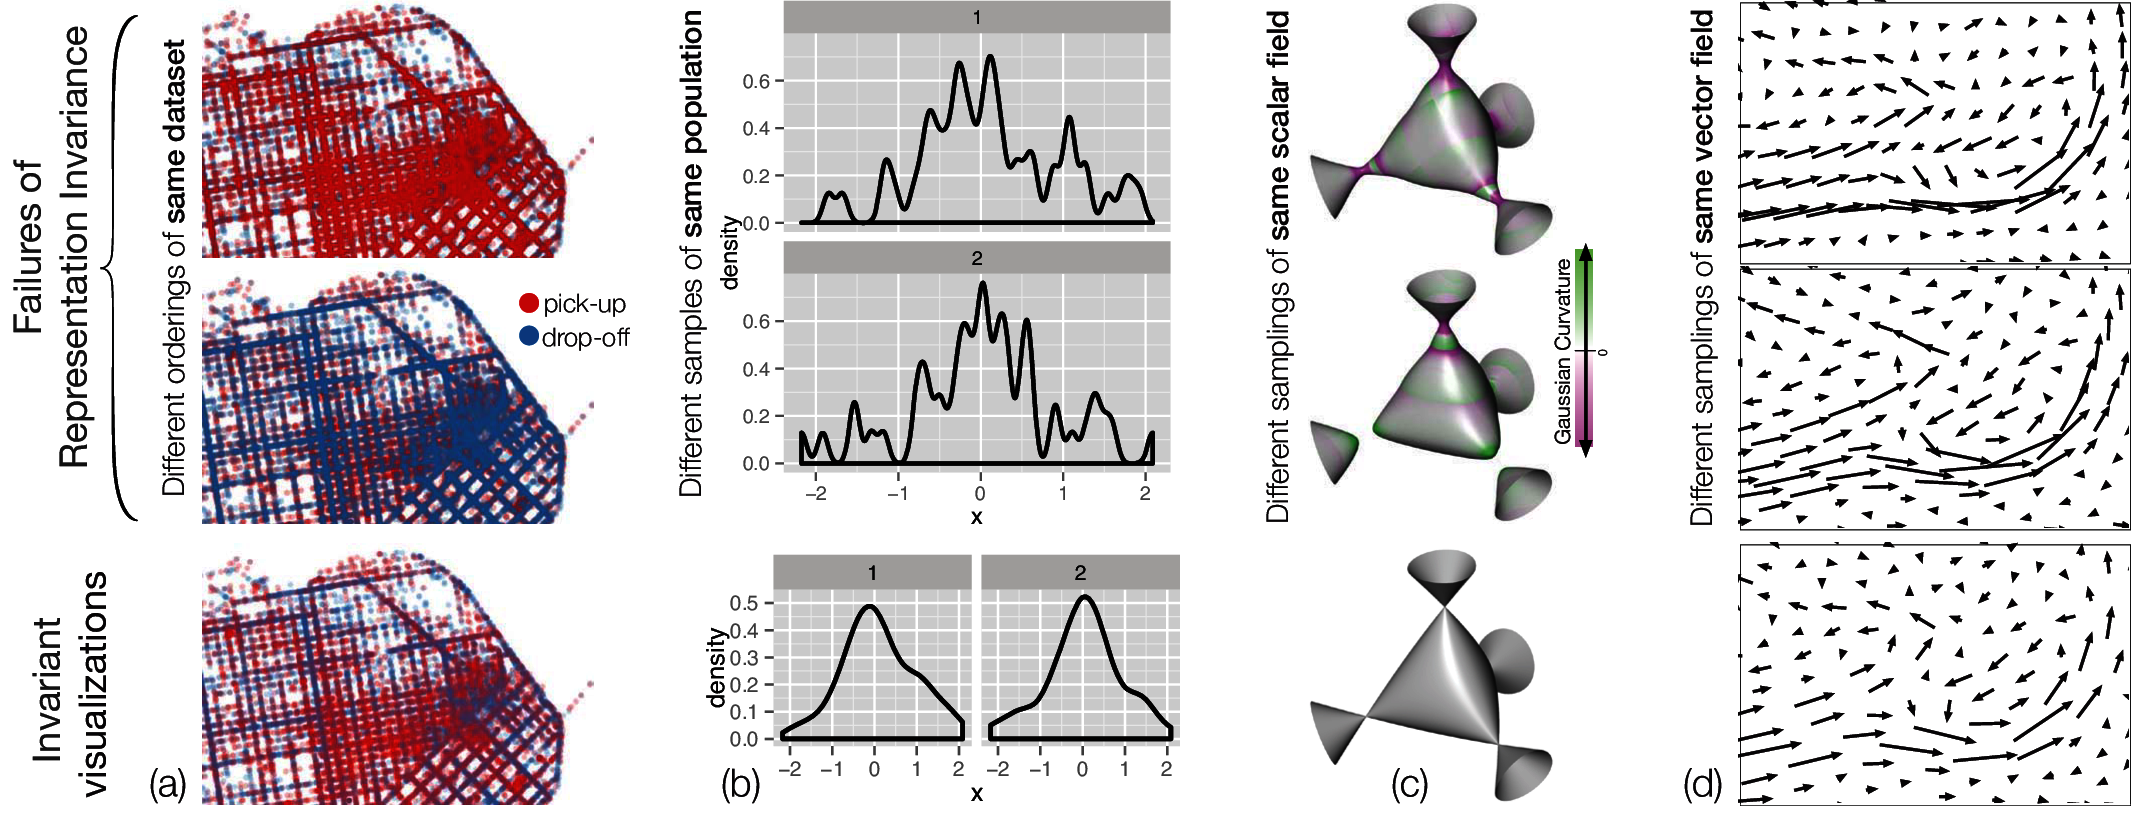 Failures of
Representation Invariance
Invariant
visualizations
Different orderings of same dataset
pick-up
drop-off
(a)
Different samples of same population
1
0.6
0.4
0.2
0.0
density
2
0.6
0.4
0.2
0.0
−2 −1 0 1 2
x
1 2
0.5
0.4
0.3
0.2
0.1
0.0
density
−2 −1 0 1 2 −2 −1 0 1 2
x
(b)
Different samplings of same scalar field
Gaussian Curvature
0
(c)
Different samplings of same vector field
(d)